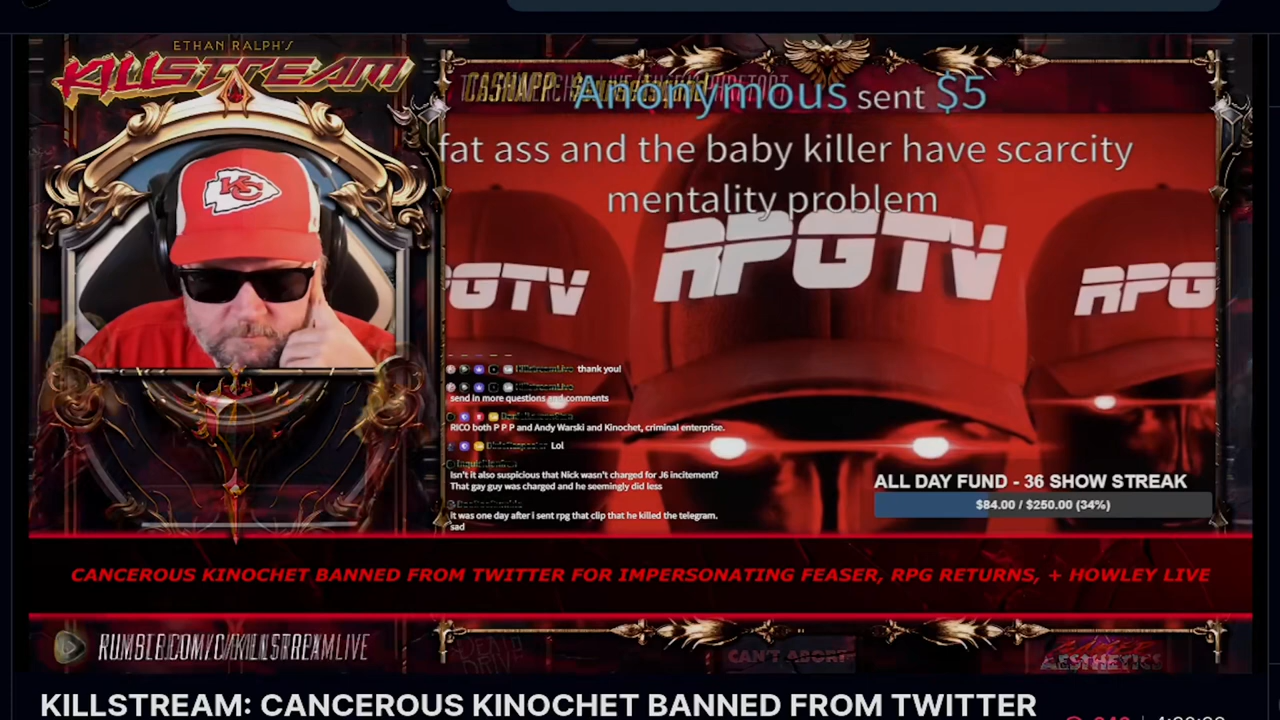 ETHAN RALPH'S
KILLSTREAM
KC
CASHAPP
Anonymous sent $5
fat ass and the baby killer have scarcity
mentality problem
RPGTV
PGTV
RPG
KillstreamLive thank you!
KillstreamLive
send in more questions and comments
RICO both P P P and Andy Warski and Kinochet, criminal enterprise.
Lol
Isn't it also suspicious that Nick wasn't charged for J6 incitement?
That gay guy was charged and he seemingly did less
it was one day after i sent rpg that clip that he killed the telegram.
sad
ALL DAY FUND - 36 SHOW STREAK
$84.00 / $250.00 (34%)
CANCEROUS KINOCHET BANNED FROM TWITTER FOR IMPERSONATING FEASER, RPG RETURNS, + HOWLEY LIVE
RUMBLE.COM/C/KILLSTREAMLIVE
CAN'T ABORT
AESTHETICS
KILLSTREAM: CANCEROUS KINOCHET BANNED FROM TWITTER